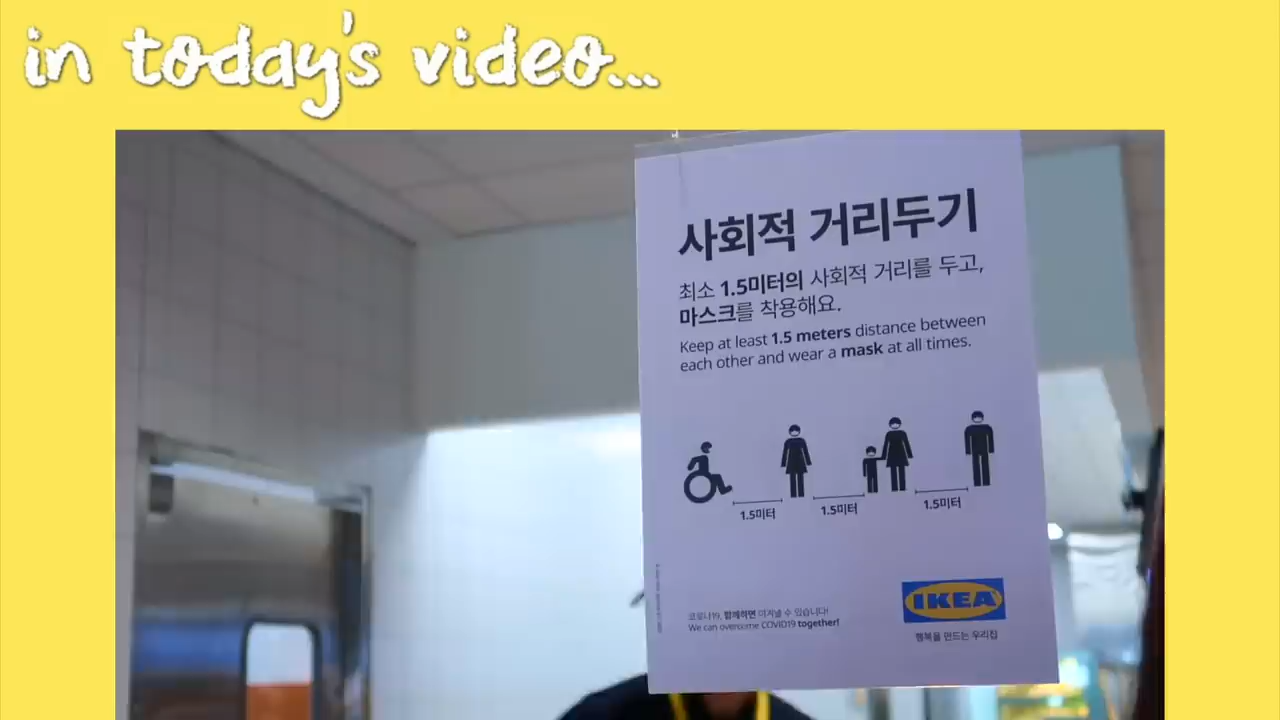 in today's video...
사회적 거리두기
최소 1.5미터의 사회적 거리를 두고,
마스크를 착용해요.
Keep at least 1.5 meters distance between
each other and wear a mask at all times.
1.5미터
1.5미터
1.5미터
코로나19, 함께하면 이겨낼 수 있습니다!
We can overcome COVID19 together!
IKEA
행복을 만드는 우리집